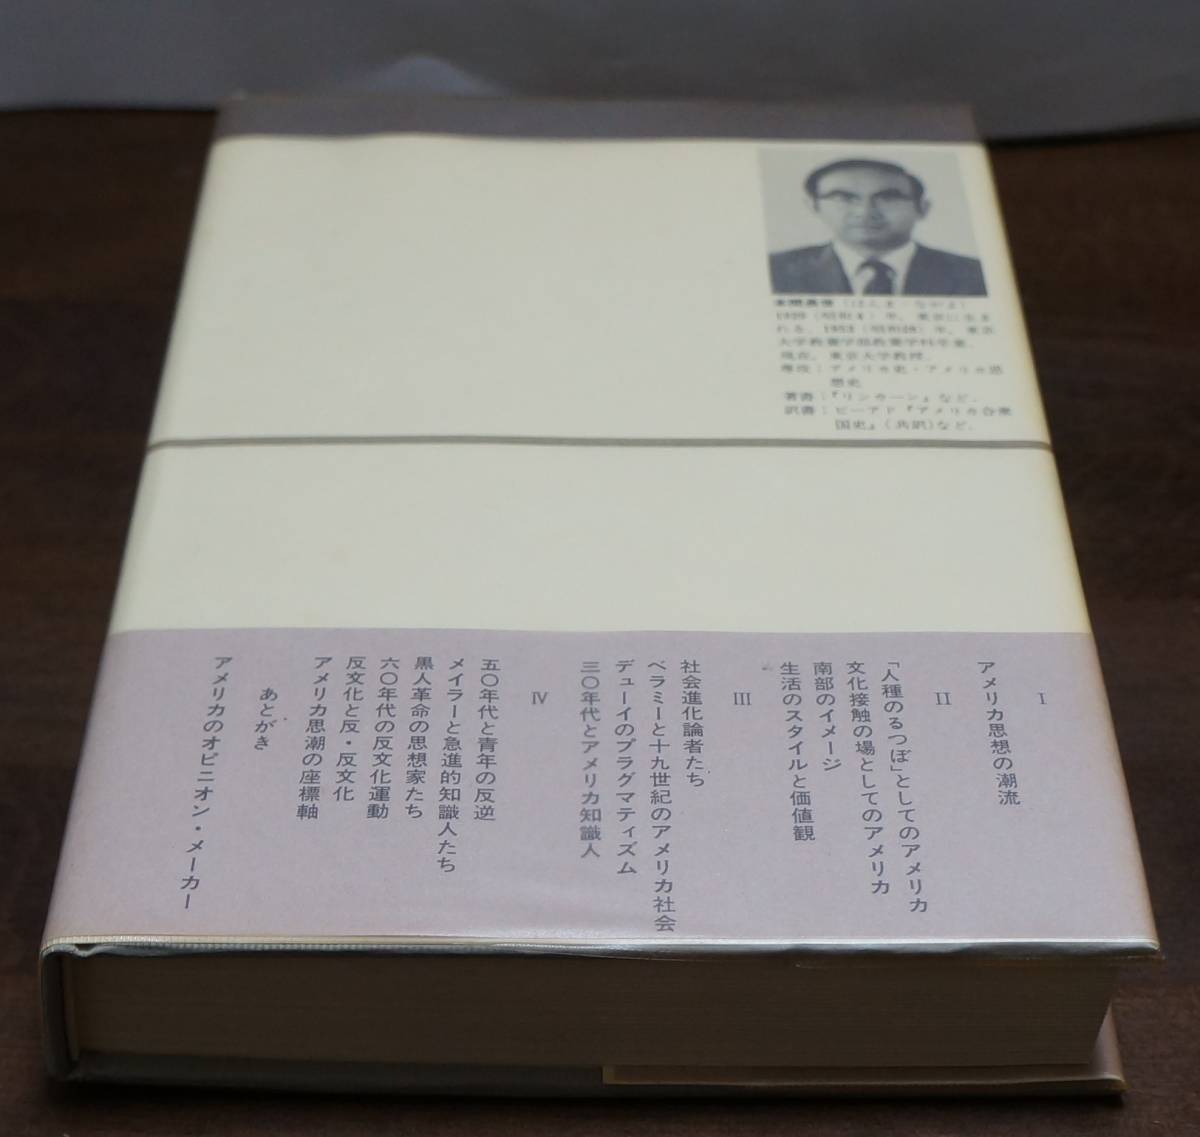 本間長世(ほんま・ながよ)
1929(昭和4)年,東京に生ま
れる.1953(昭和28)年,東京
大学教養学部教養学科卒業.
現在,東京大学教授.
専攻:アメリカ史・アメリカ思
想史
著書:『リンカーン』など.
訳書:ビーアド『アメリカ合衆
国史』(共訳)など.
I
アメリカ思想の潮流
II
「人種のるつぼ」としてのアメリカ
文化接触の場としてのアメリカ
南部のイメージ
生活のスタイルと価値観
III
社会進化論者たち
ベラミーと十九世紀のアメリカ社会
デューイのプラグマティズム
三〇年代とアメリカ知識人
IV
五〇年代と青年の反逆
メイラーと急進的知識人たち
黒人革命の思想家たち
六〇年代の反文化運動
反文化と反・反文化
アメリカ思潮の座標軸
あとがき
アメリカのオピニオン・メーカー